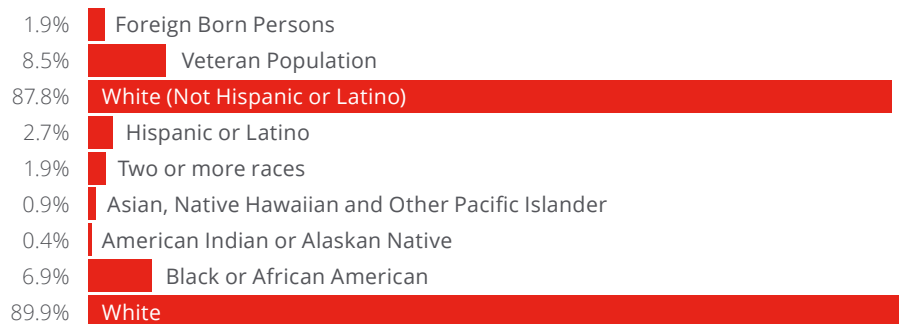 1.9% Foreign Born Persons
8.5% Veteran Population
87.8% White (Not Hispanic or Latino)
2.7% Hispanic or Latino
1.9% Two or more races
0.9% Asian, Native Hawaiian and Other Pacific Islander
0.4% American Indian or Alaskan Native
6.9% Black or African American
89.9% White